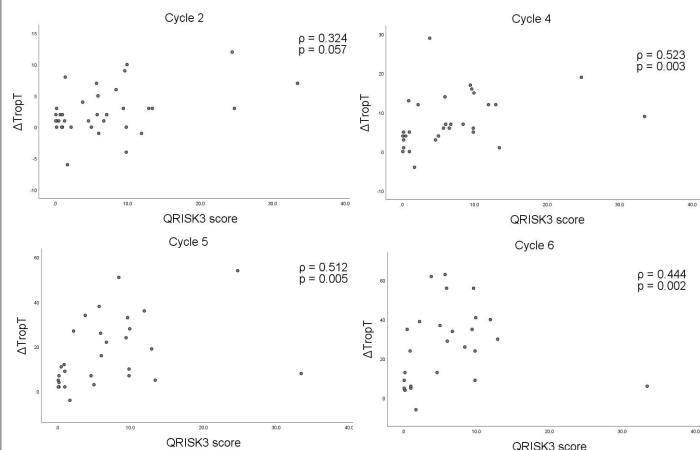 Cycle 2
ρ = 0.324
p = 0.057
ΔTropT
15
10
5
0
-5
-10
.0
10.0
20.0
30.0
40.0
QRISK3 score
Cycle 4
ρ = 0.523
p = 0.003
ΔTropT
30
20
10
0
-10
.0
10.0
20.0
30.0
40.0
QRISK3 score
Cycle 5
ρ = 0.512
p = 0.005
ΔTropT
60
40
20
0
.0
10.0
20.0
30.0
40.0
QRISK3 score
Cycle 6
ρ = 0.444
p = 0.002
ΔTropT
60
40
20
0
.0
10.0
20.0
30.0
40.0
QRISK3 score